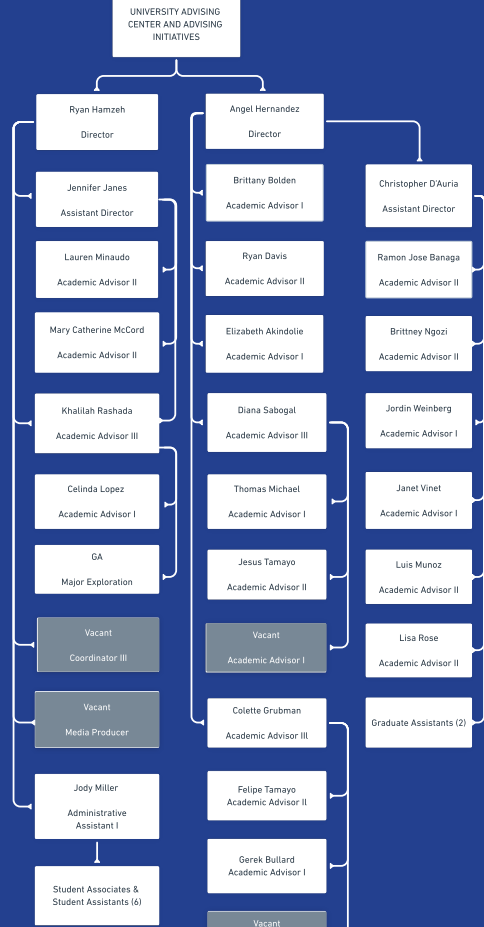 UNIVERSITY ADVISING
CENTER AND ADVISING
INITIATIVES
Ryan Hamzeh
Director
Jennifer Janes
Assistant Director
Lauren Minaudo
Academic Advisor II
Mary Catherine McCord
Academic Advisor II
Khalilah Rashada
Academic Advisor III
Celinda Lopez
Academic Advisor I
GA
Major Exploration
Vacant
Coordinator III
Vacant
Media Producer
Jody Miller
Administrative
Assistant I
Student Associates &
Student Assistants (6)
Angel Hernandez
Director
Brittany Bolden
Academic Advisor I
Ryan Davis
Academic Advisor II
Elizabeth Akindolie
Academic Advisor I
Diana Sabogal
Academic Advisor III
Thomas Michael
Academic Advisor I
Jesus Tamayo
Academic Advisor II
Vacant
Academic Advisor I
Colette Grubman
Academic Advisor III
Felipe Tamayo
Academic Advisor II
Gerek Bullard
Academic Advisor I
Vacant
Christopher D'Auria
Assistant Director
Ramon Jose Banaga
Academic Advisor II
Brittney Ngozi
Academic Advisor II
Jordin Weinberg
Academic Advisor I
Janet Vinet
Academic Advisor I
Luis Munoz
Academic Advisor II
Lisa Rose
Academic Advisor II
Graduate Assistants (2)